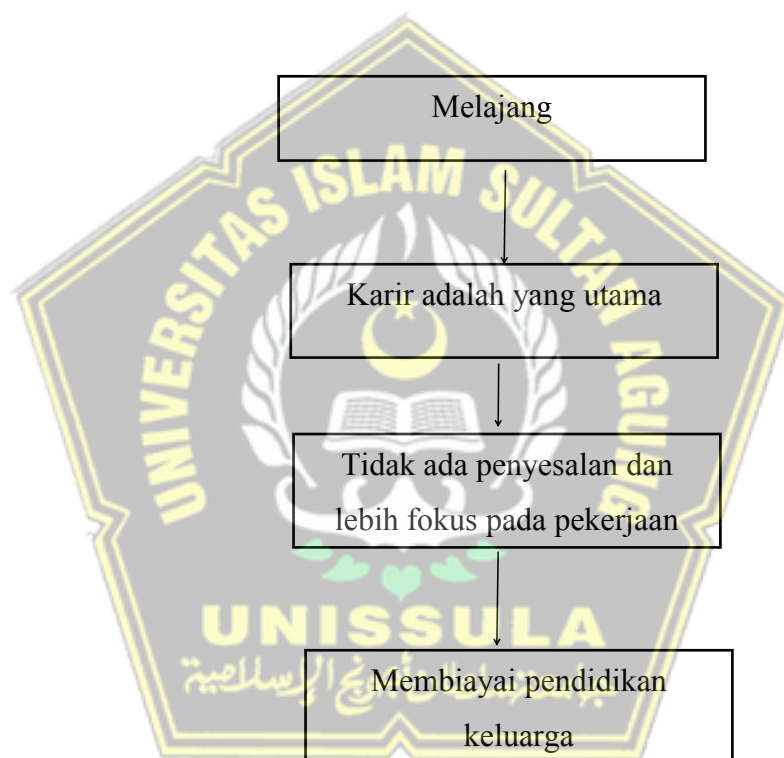 Melajang
UNIVERSITAS ISLAM SULTAN AGUNG
Karir adalah yang utama
Tidak ada penyesalan dan
lebih fokus pada pekerjaan
UNISSULA
Membiayai pendidikan
keluarga